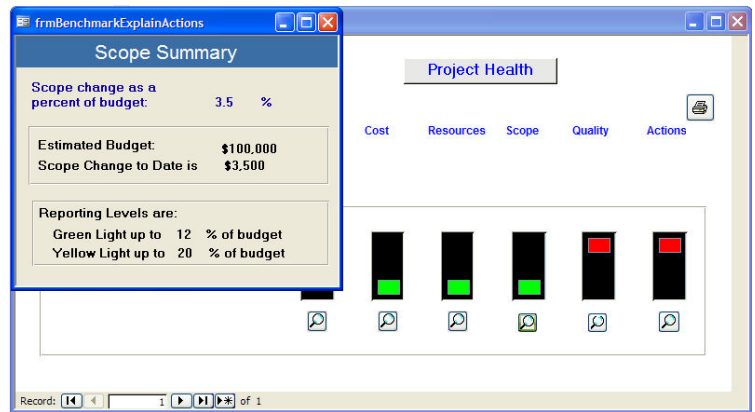 frmBenchmarkExplainActions
Scope Summary
Scope change as a
percent of budget: 3.5 %
Estimated Budget: $100,000
Scope Change to Date is $3,500
Reporting Levels are:
Green Light up to 12 % of budget
Yellow Light up to 20 % of budget
Project Health
Cost Resources Scope Quality Actions
Record: 1 of 1